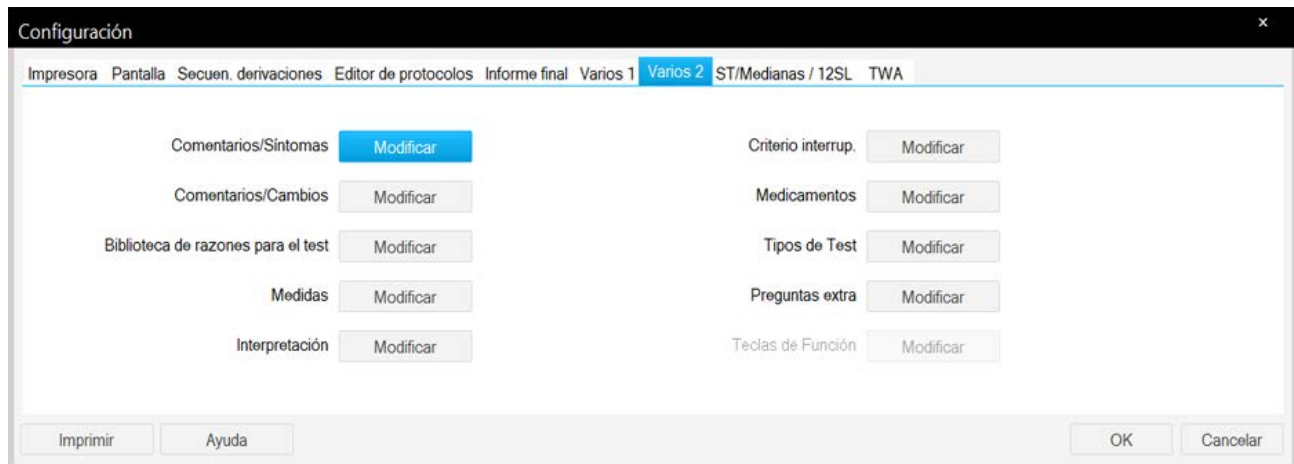 Configuración x
Impresora Pantalla Secuen. derivaciones Editor de protocolos Informe final Varios 1 Varios 2 ST/Medianas / 12SL TWA
Comentarios/Síntomas Modificar Criterio interrup. Modificar
Comentarios/Cambios Modificar Medicamentos Modificar
Biblioteca de razones para el test Modificar Tipos de Test Modificar
Medidas Modificar Preguntas extra Modificar
Interpretación Modificar Teclas de Función Modificar
Imprimir Ayuda OK Cancelar